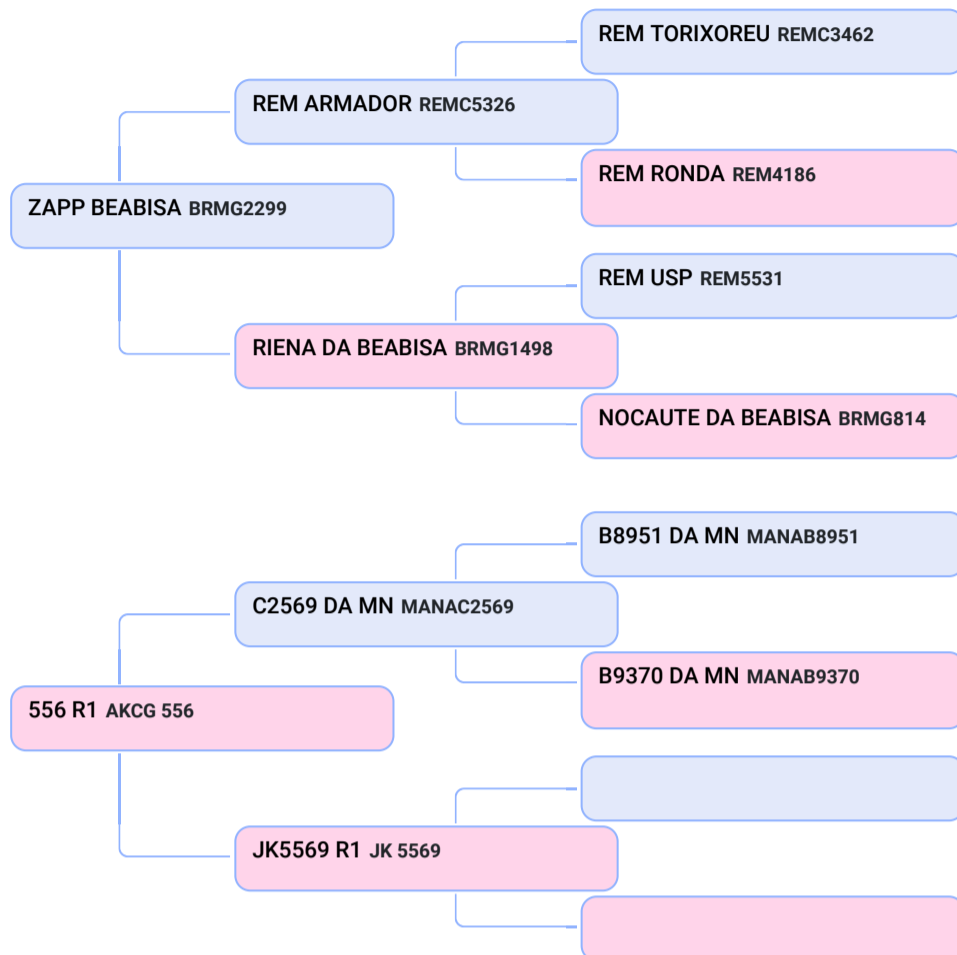 REM TORIXOREU REMC3462
REM ARMADOR REMC5326
REM RONDA REM4186
ZAPP BEABISA BRMG2299
REM USP REM5531
RIENA DA BEABISA BRMG1498
NOCAUTE DA BEABISA BRMG814
B8951 DA MN MANAB8951
C2569 DA MN MANAC2569
B9370 DA MN MANAB9370
556 R1 AKCG 556
JK5569 R1 JK 5569